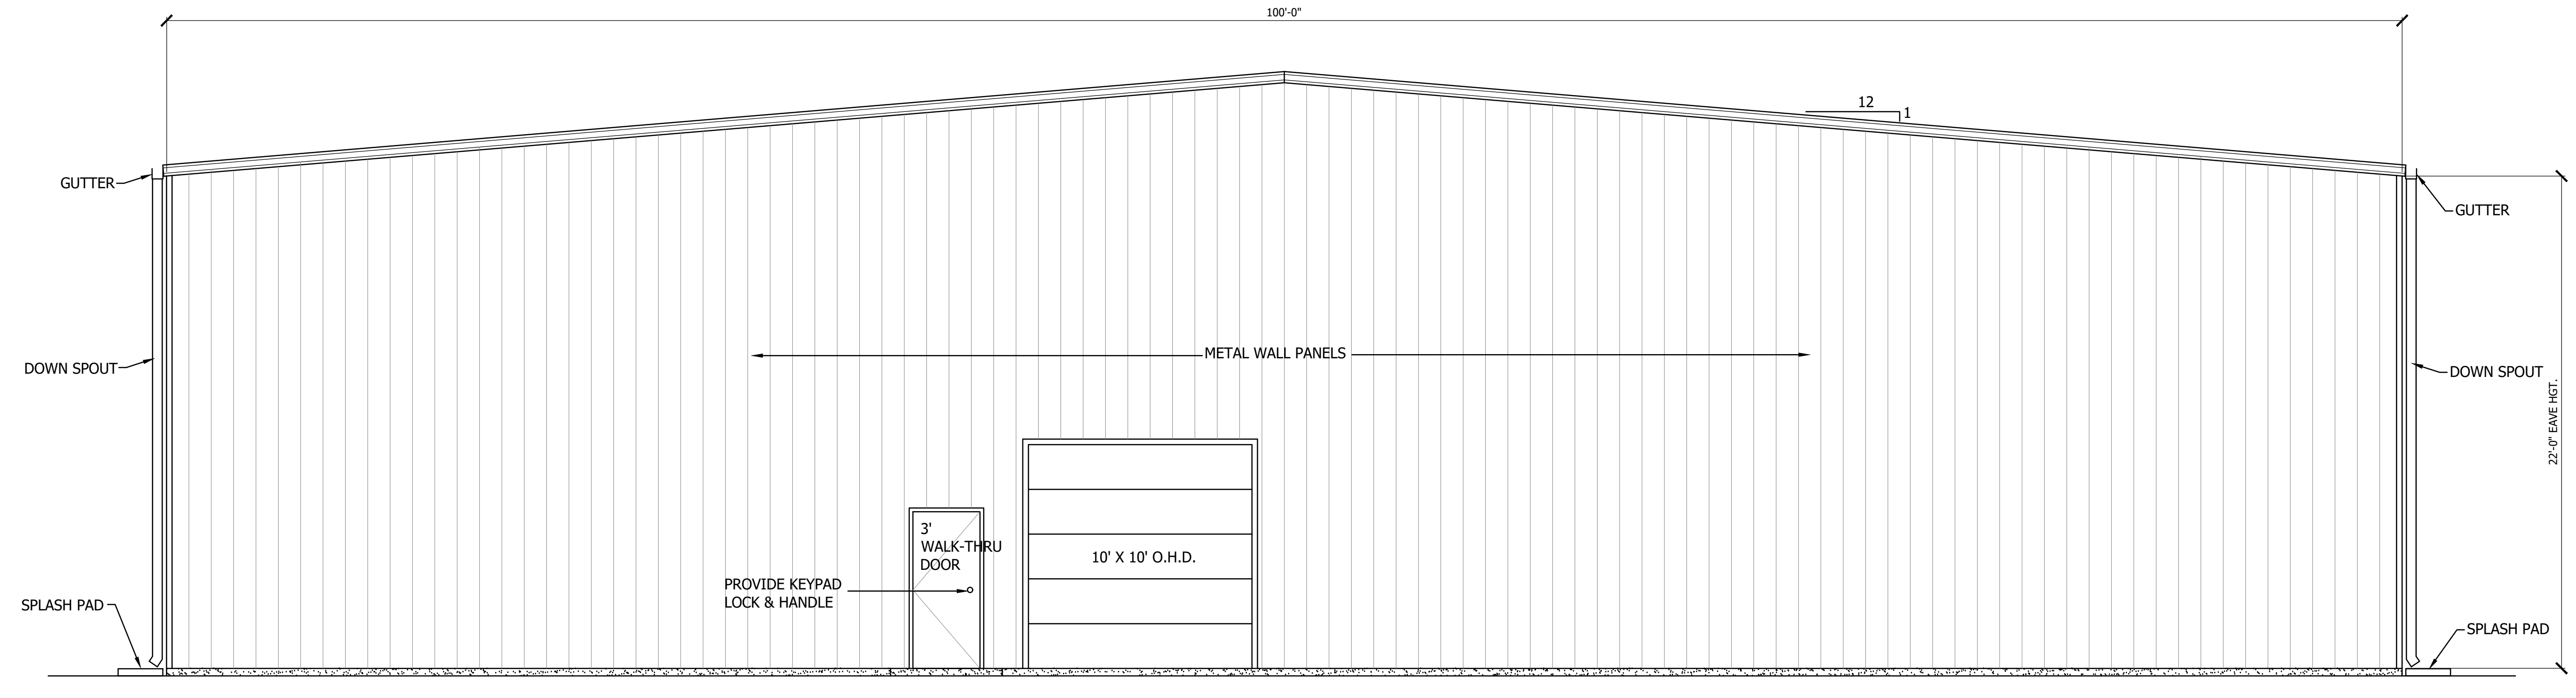 100'-0"
12
1
GUTTER
GUTTER
METAL WALL PANELS
DOWN SPOUT
DOWN SPOUT
22'-0" EAVE HGT.
3'
WALK-THRU
DOOR
10' X 10' O.H.D.
PROVIDE KEYPAD
LOCK & HANDLE
SPLASH PAD
SPLASH PAD